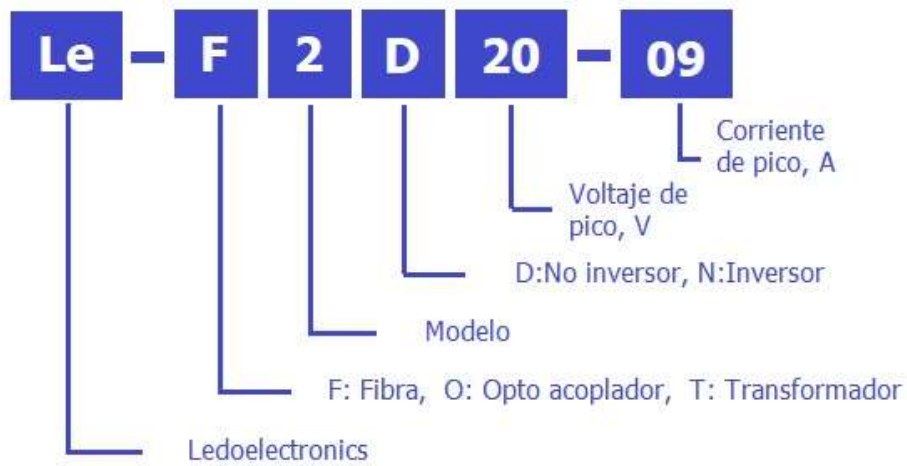 Le - F 2 D 20 - 09
Corriente
de pico, A
Voltaje de
pico, V
D:No inversor, N:Inversor
Modelo
F: Fibra, O: Opto acoplador, T: Transformador
Ledoelectronics